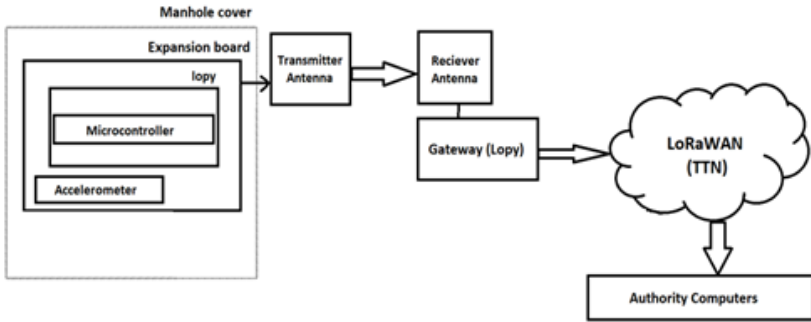 Manhole cover
Expansion board
lopy
Microcontroller
Accelerometer
Transmitter
Antenna
Reciever
Antenna
Gateway (Lopy)
LoRaWAN
(TTN)
Authority Computers